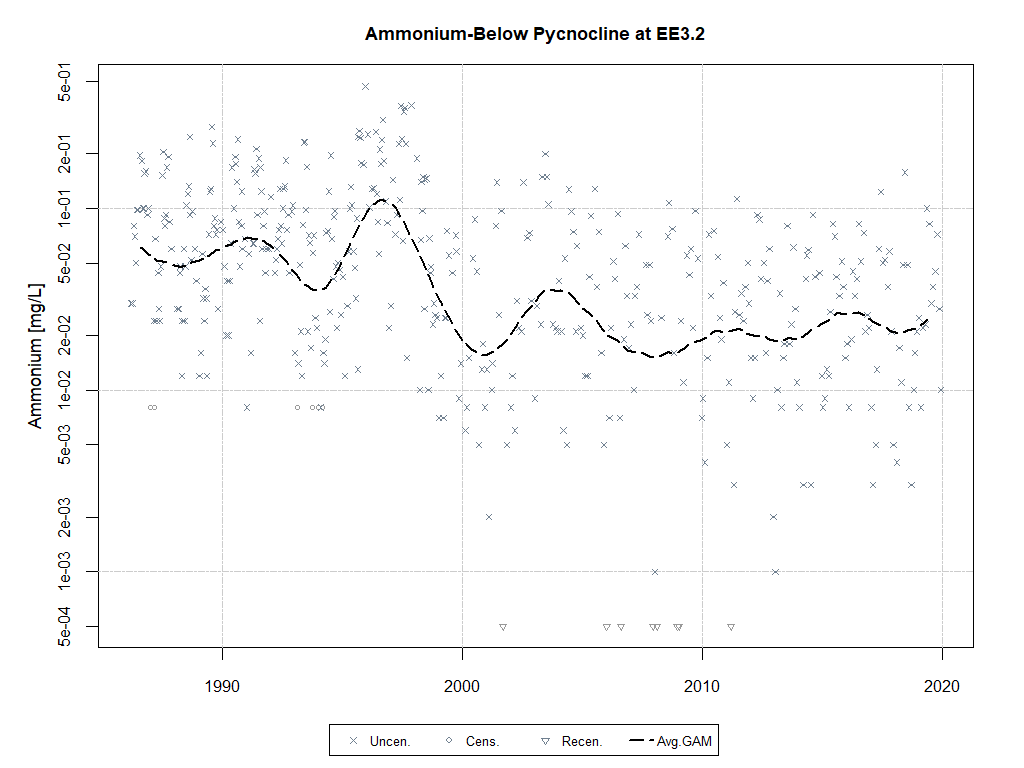 Ammonium-Below Pycnocline at EE3.2
Ammonium [mg/L]
5e-01
2e-01
1e-01
5e-02
2e-02
1e-02
5e-03
2e-03
1e-03
5e-04
1990 2000 2010 2020
Uncen. Cens. Recen. Avg.GAM